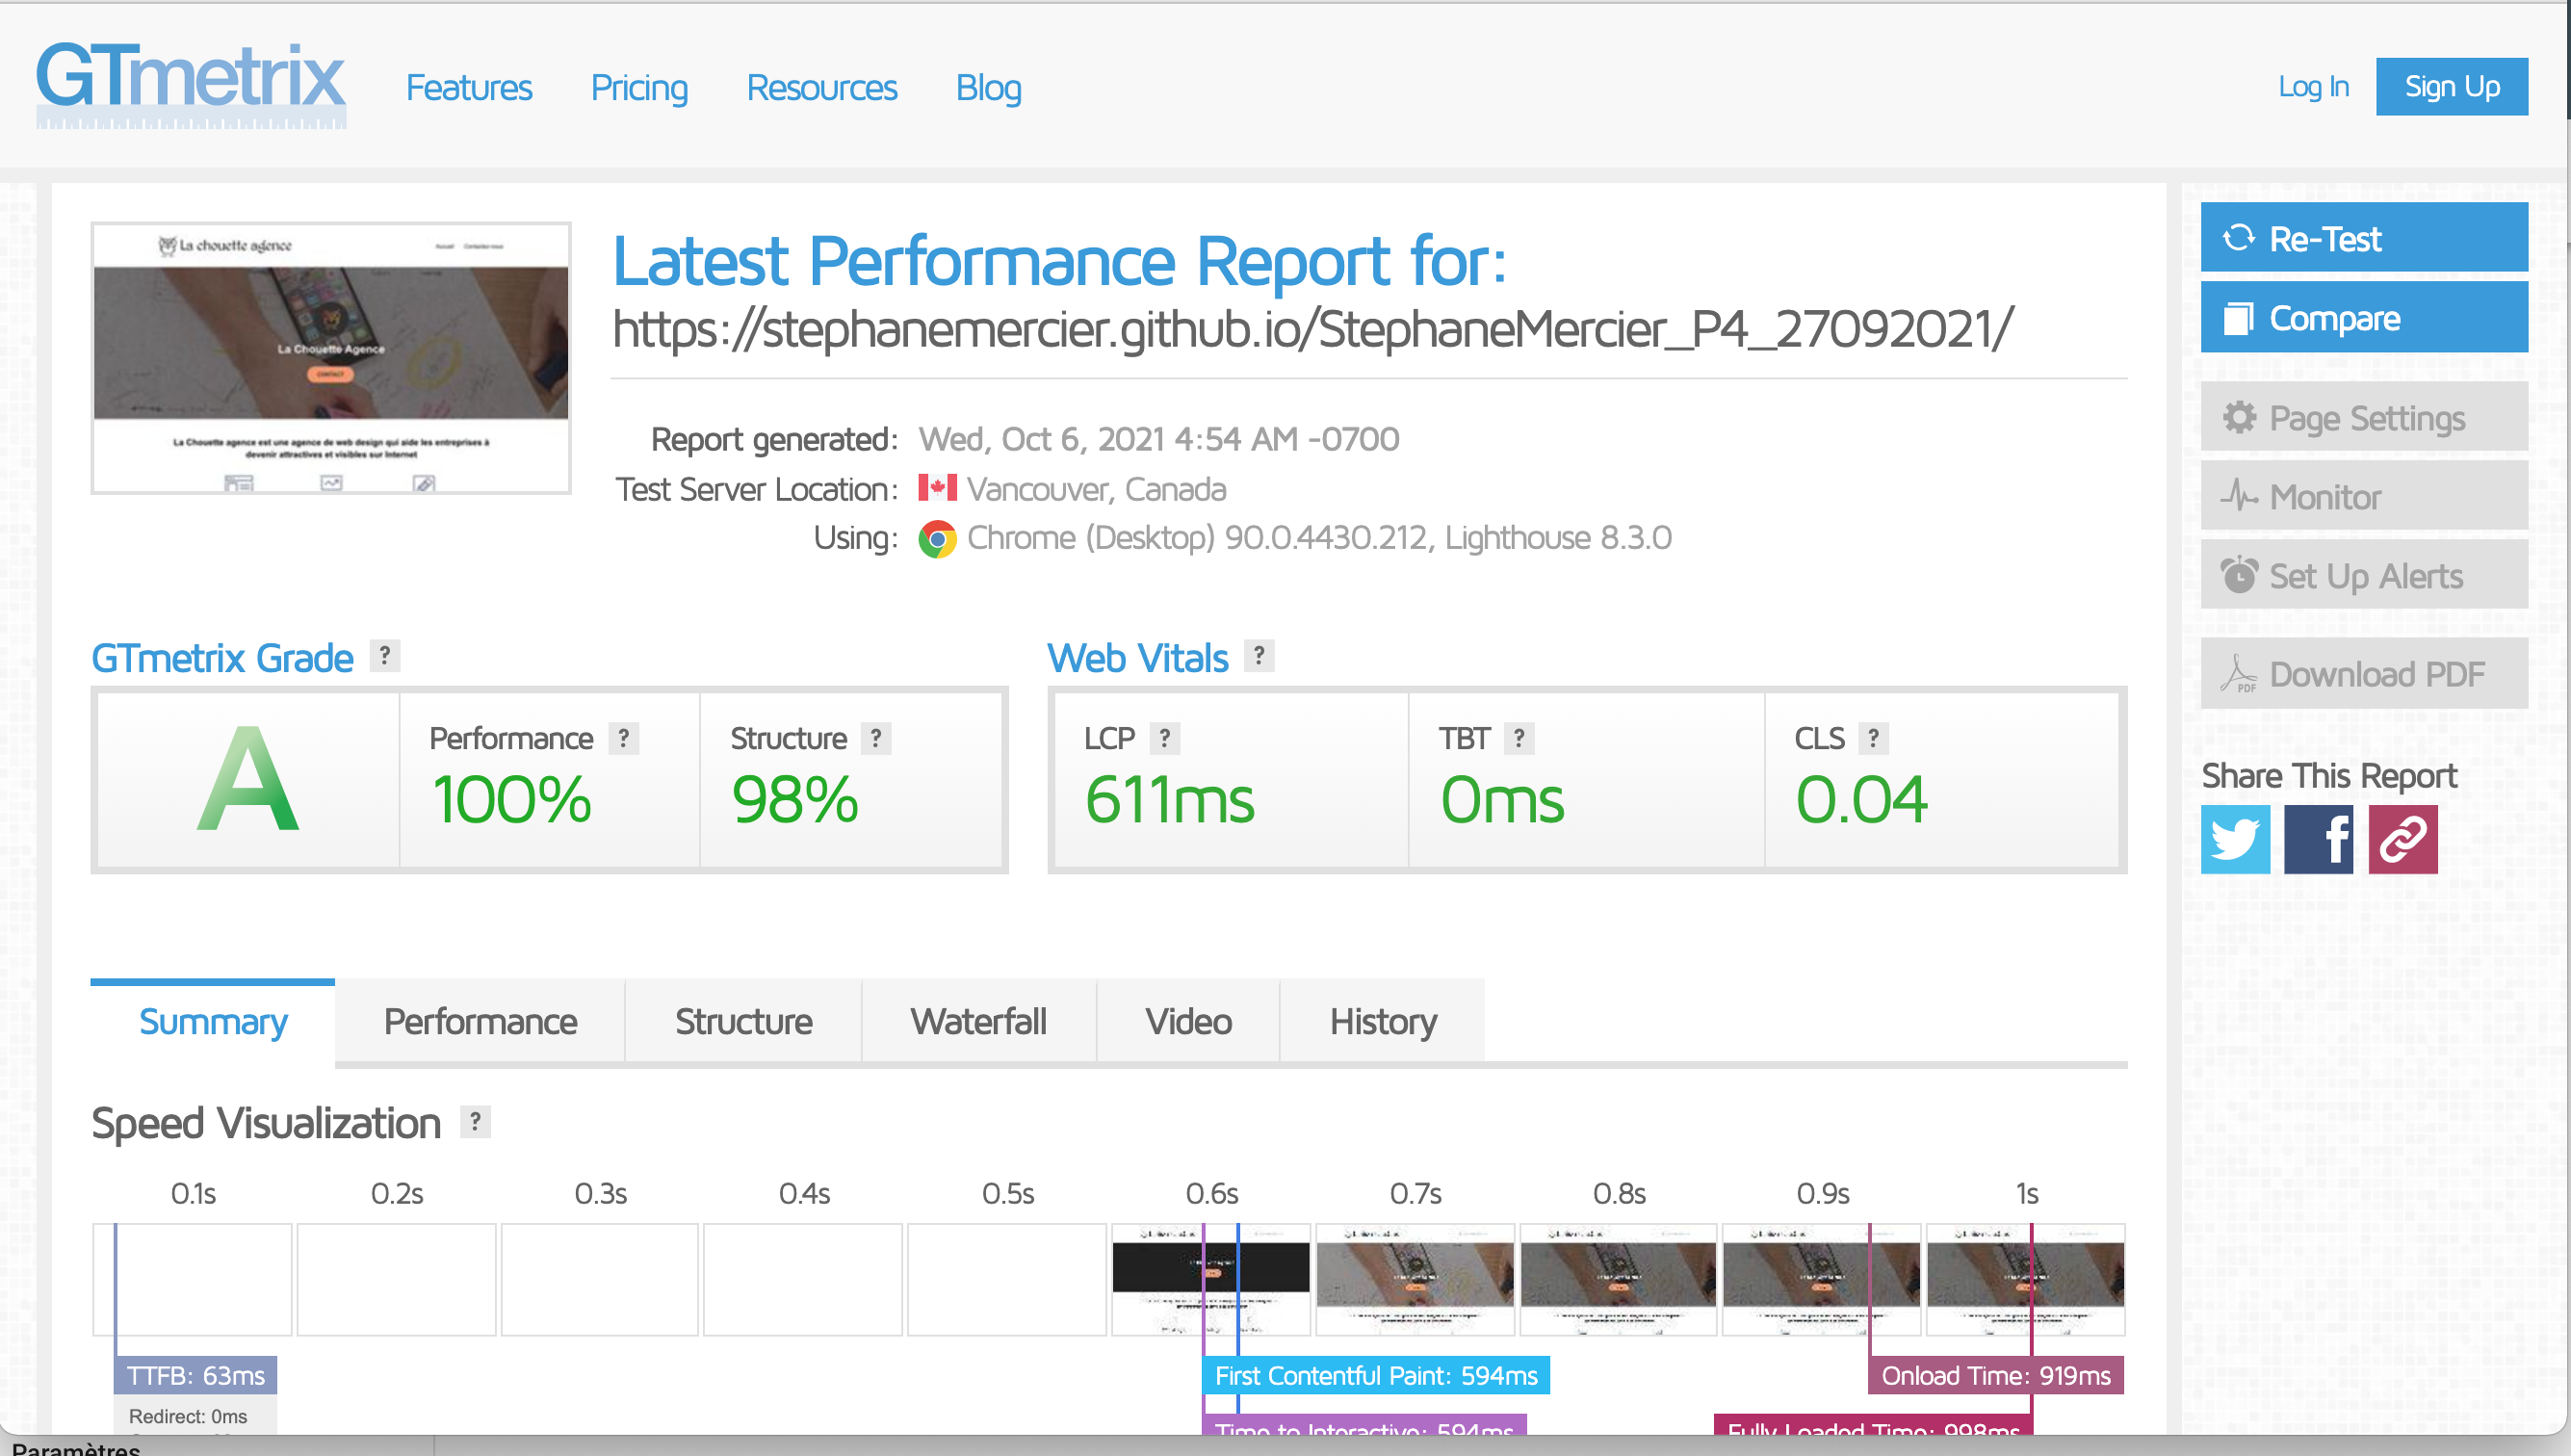 GTmetrix
Features
Pricing
Resources
Blog
Log In
Sign Up
La chouette agence
Accueil Contactez-nous
La Chouette Agence
CONTACT
La Chouette agence est une agence de web design qui aide les entreprises à
devenir attractives et visibles sur Internet
Latest Performance Report for:
https://stephanemercier.github.io/StephaneMercier_P4_27092021/
Report generated: Wed, Oct 6, 2021 4:54 AM -0700
Test Server Location: Vancouver, Canada
Using: Chrome (Desktop) 90.0.4430.212, Lighthouse 8.3.0
Re-Test
Compare
Page Settings
Monitor
Set Up Alerts
PDF Download PDF
Share This Report
GTmetrix Grade ?
A
Performance ?
100%
Structure ?
98%
Web Vitals ?
LCP ?
611ms
TBT ?
0ms
CLS ?
0.04
Summary
Performance
Structure
Waterfall
Video
History
Speed Visualization ?
0.1s
0.2s
0.3s
0.4s
0.5s
0.6s
0.7s
0.8s
0.9s
1s
TTFB: 63ms
Redirect: 0ms
First Contentful Paint: 594ms
Time to Interactive: 594ms
Onload Time: 919ms
Fully Loaded Time: 998ms
Paramètres